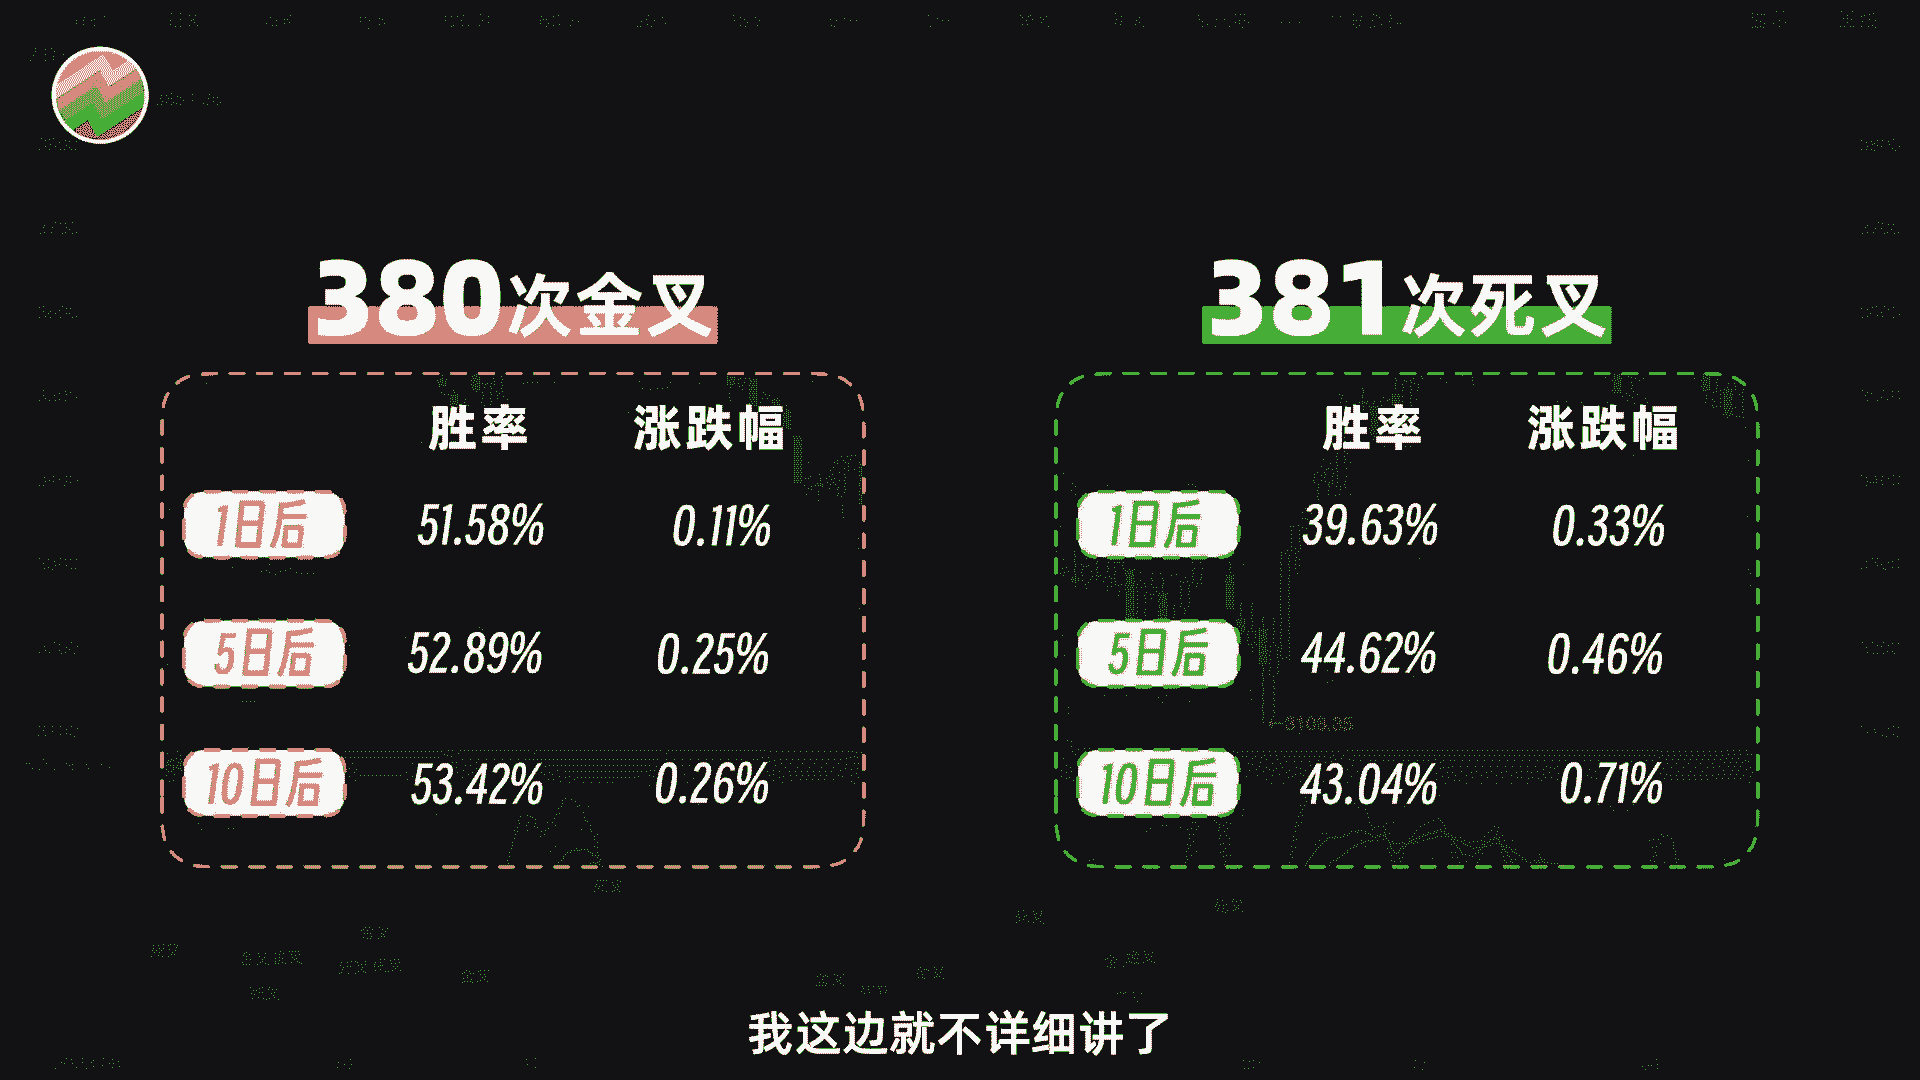 380次金叉
胜率 涨跌幅
1日后 51.58% 0.11%
5日后 52.89% 0.25%
10日后 53.42% 0.26%
381次死叉
胜率 涨跌幅
1日后 39.63% 0.33%
5日后 44.62% 0.46%
10日后 43.04% 0.71%
3108.35
我这边就不详细讲了